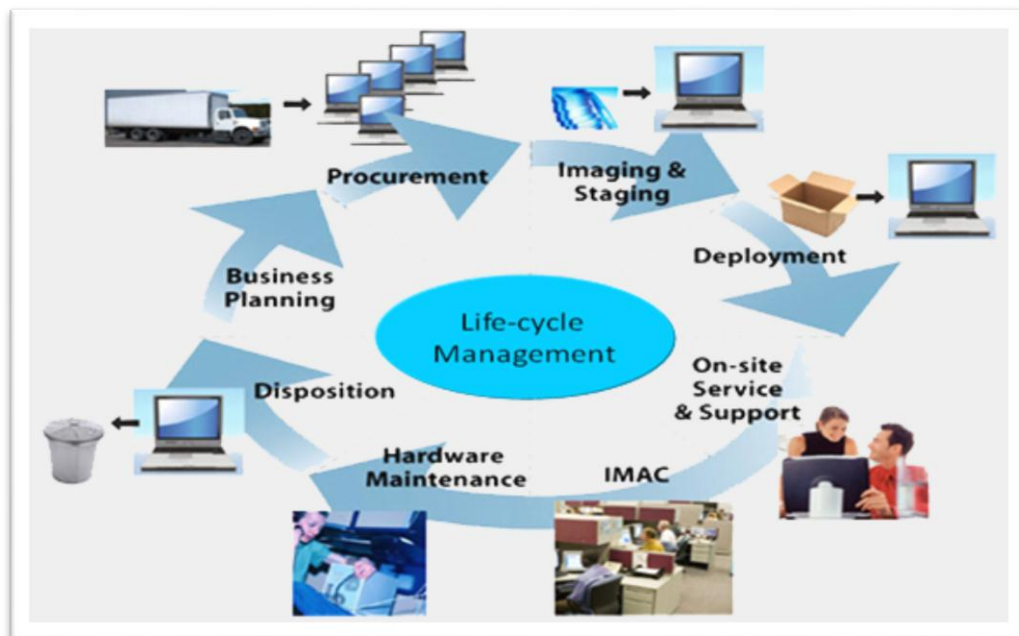 Procurement
Imaging &
Staging
Deployment
Business
Planning
Life-cycle
Management
On-site
Service
& Support
Disposition
Hardware
Maintenance
IMAC